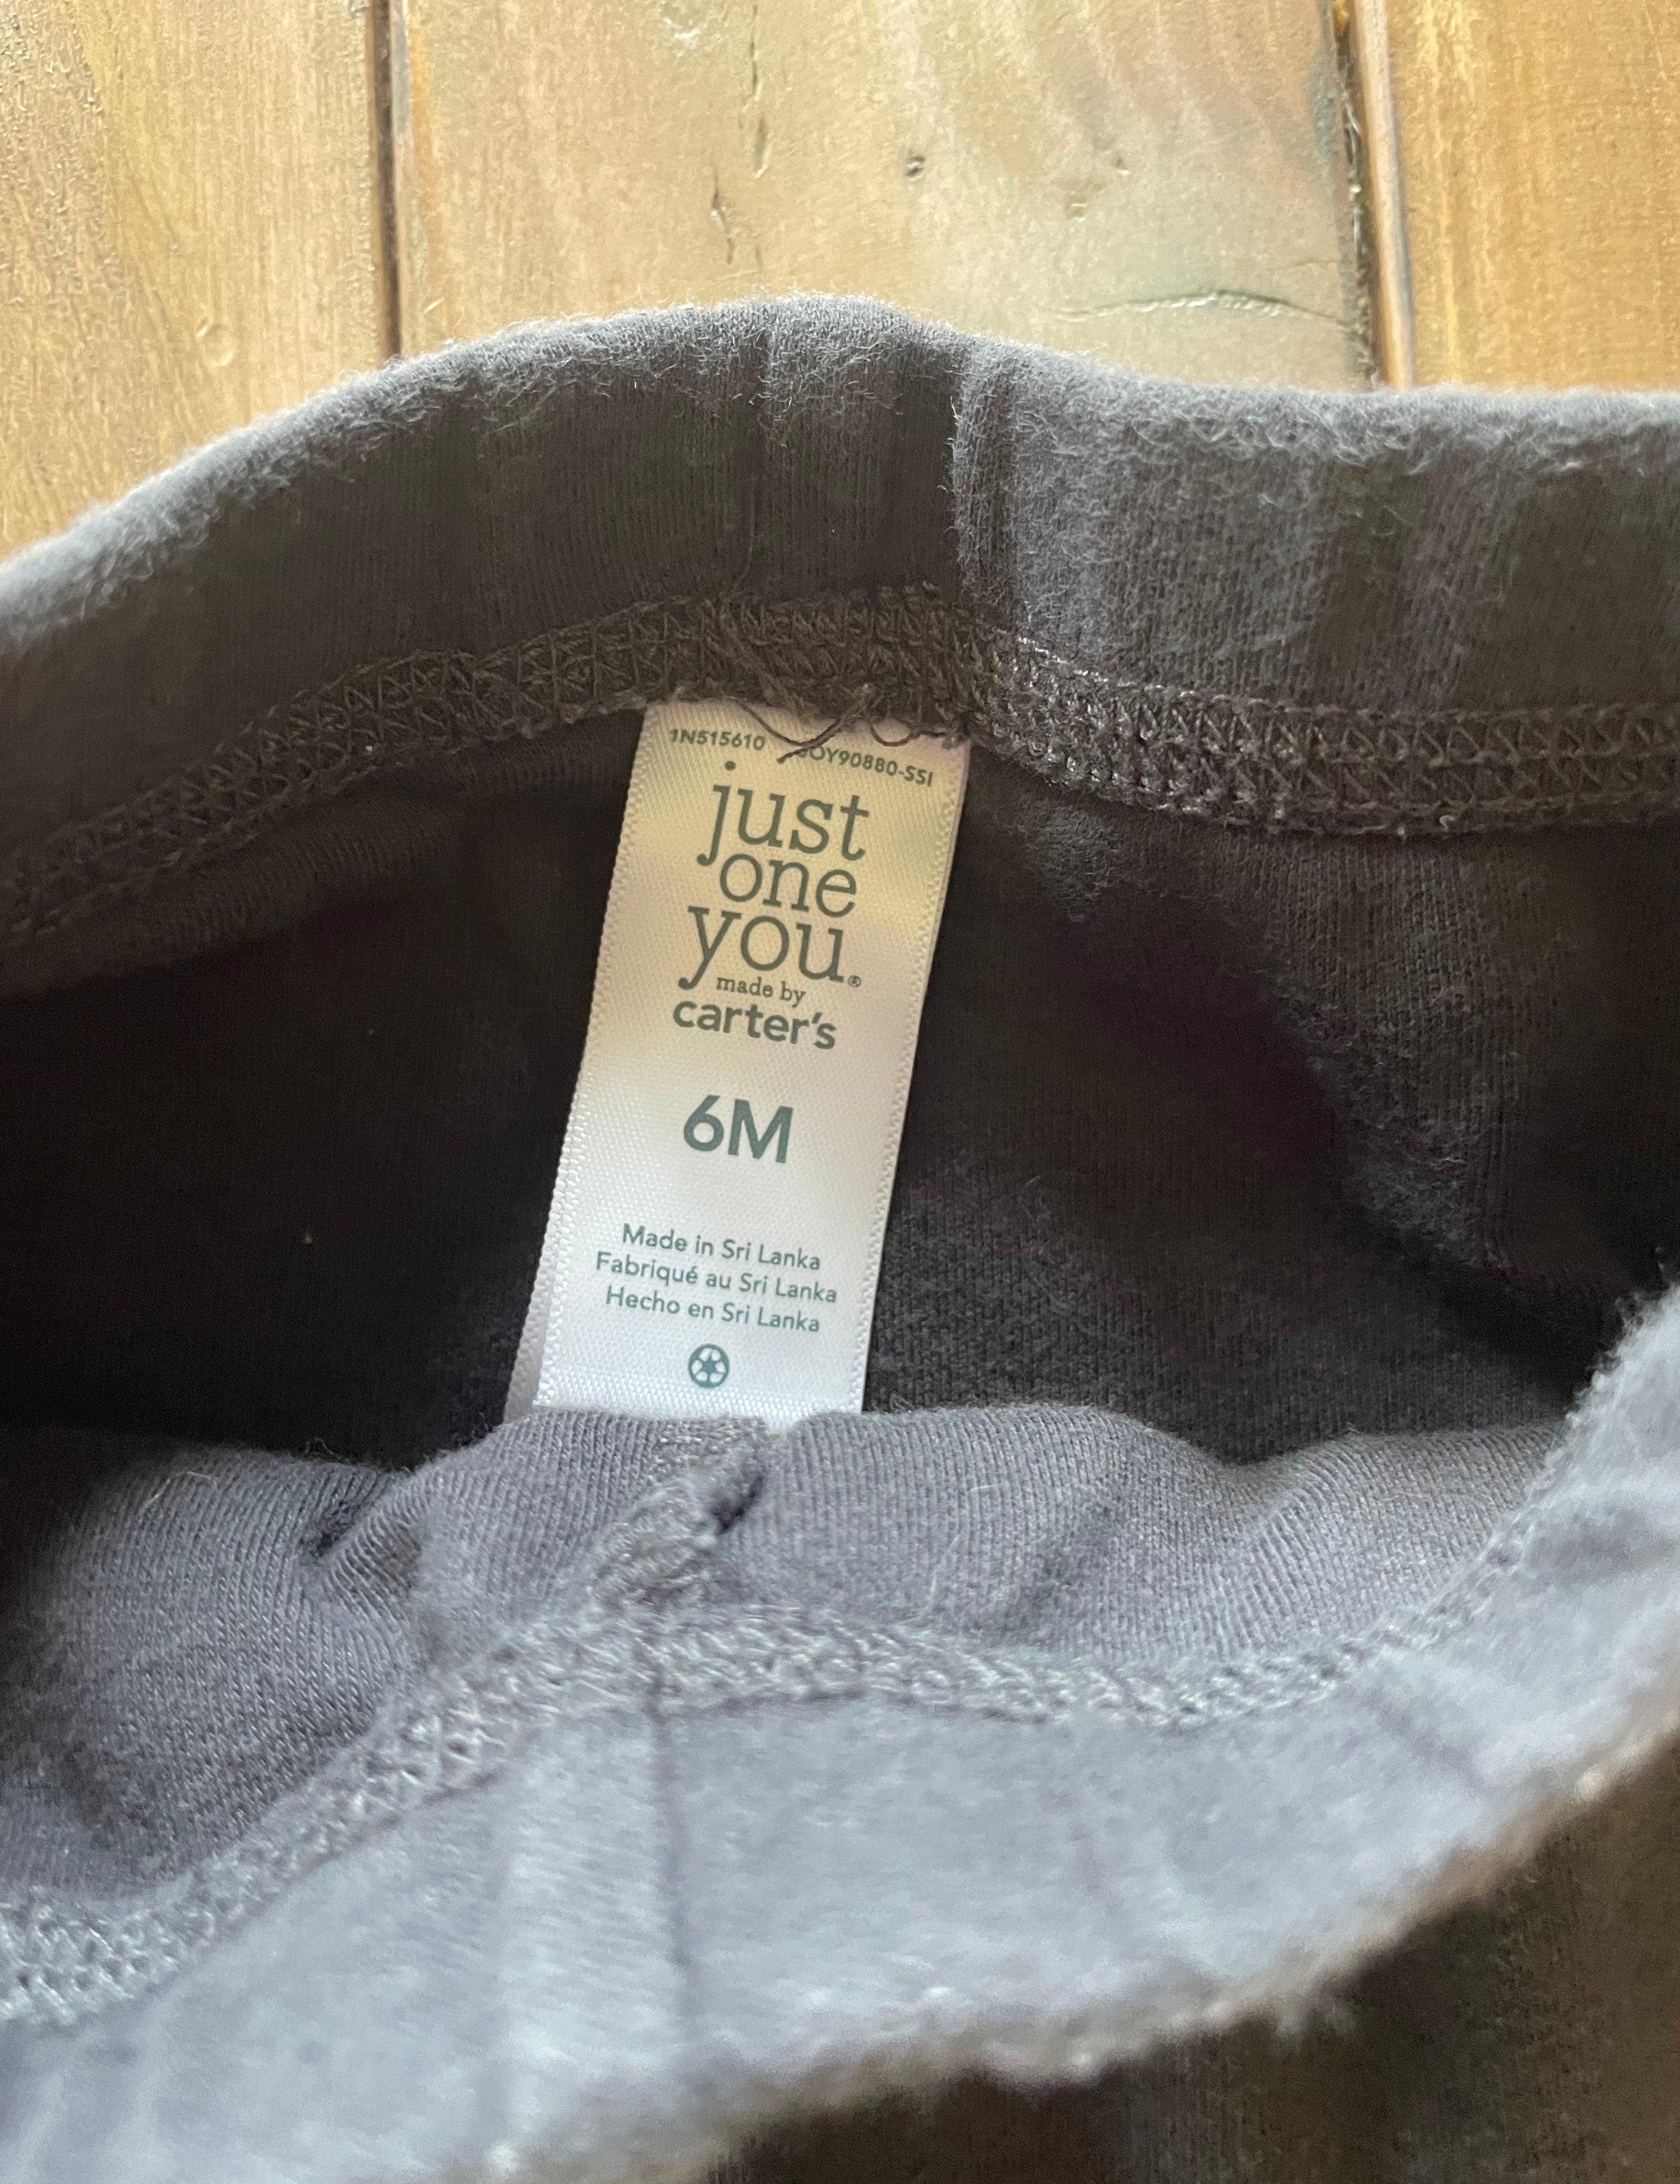 1N515610
just
one
you®
made by
carter's
6M
Made in Sri Lanka
Fabriqué au Sri Lanka
Hecho en Sri Lanka